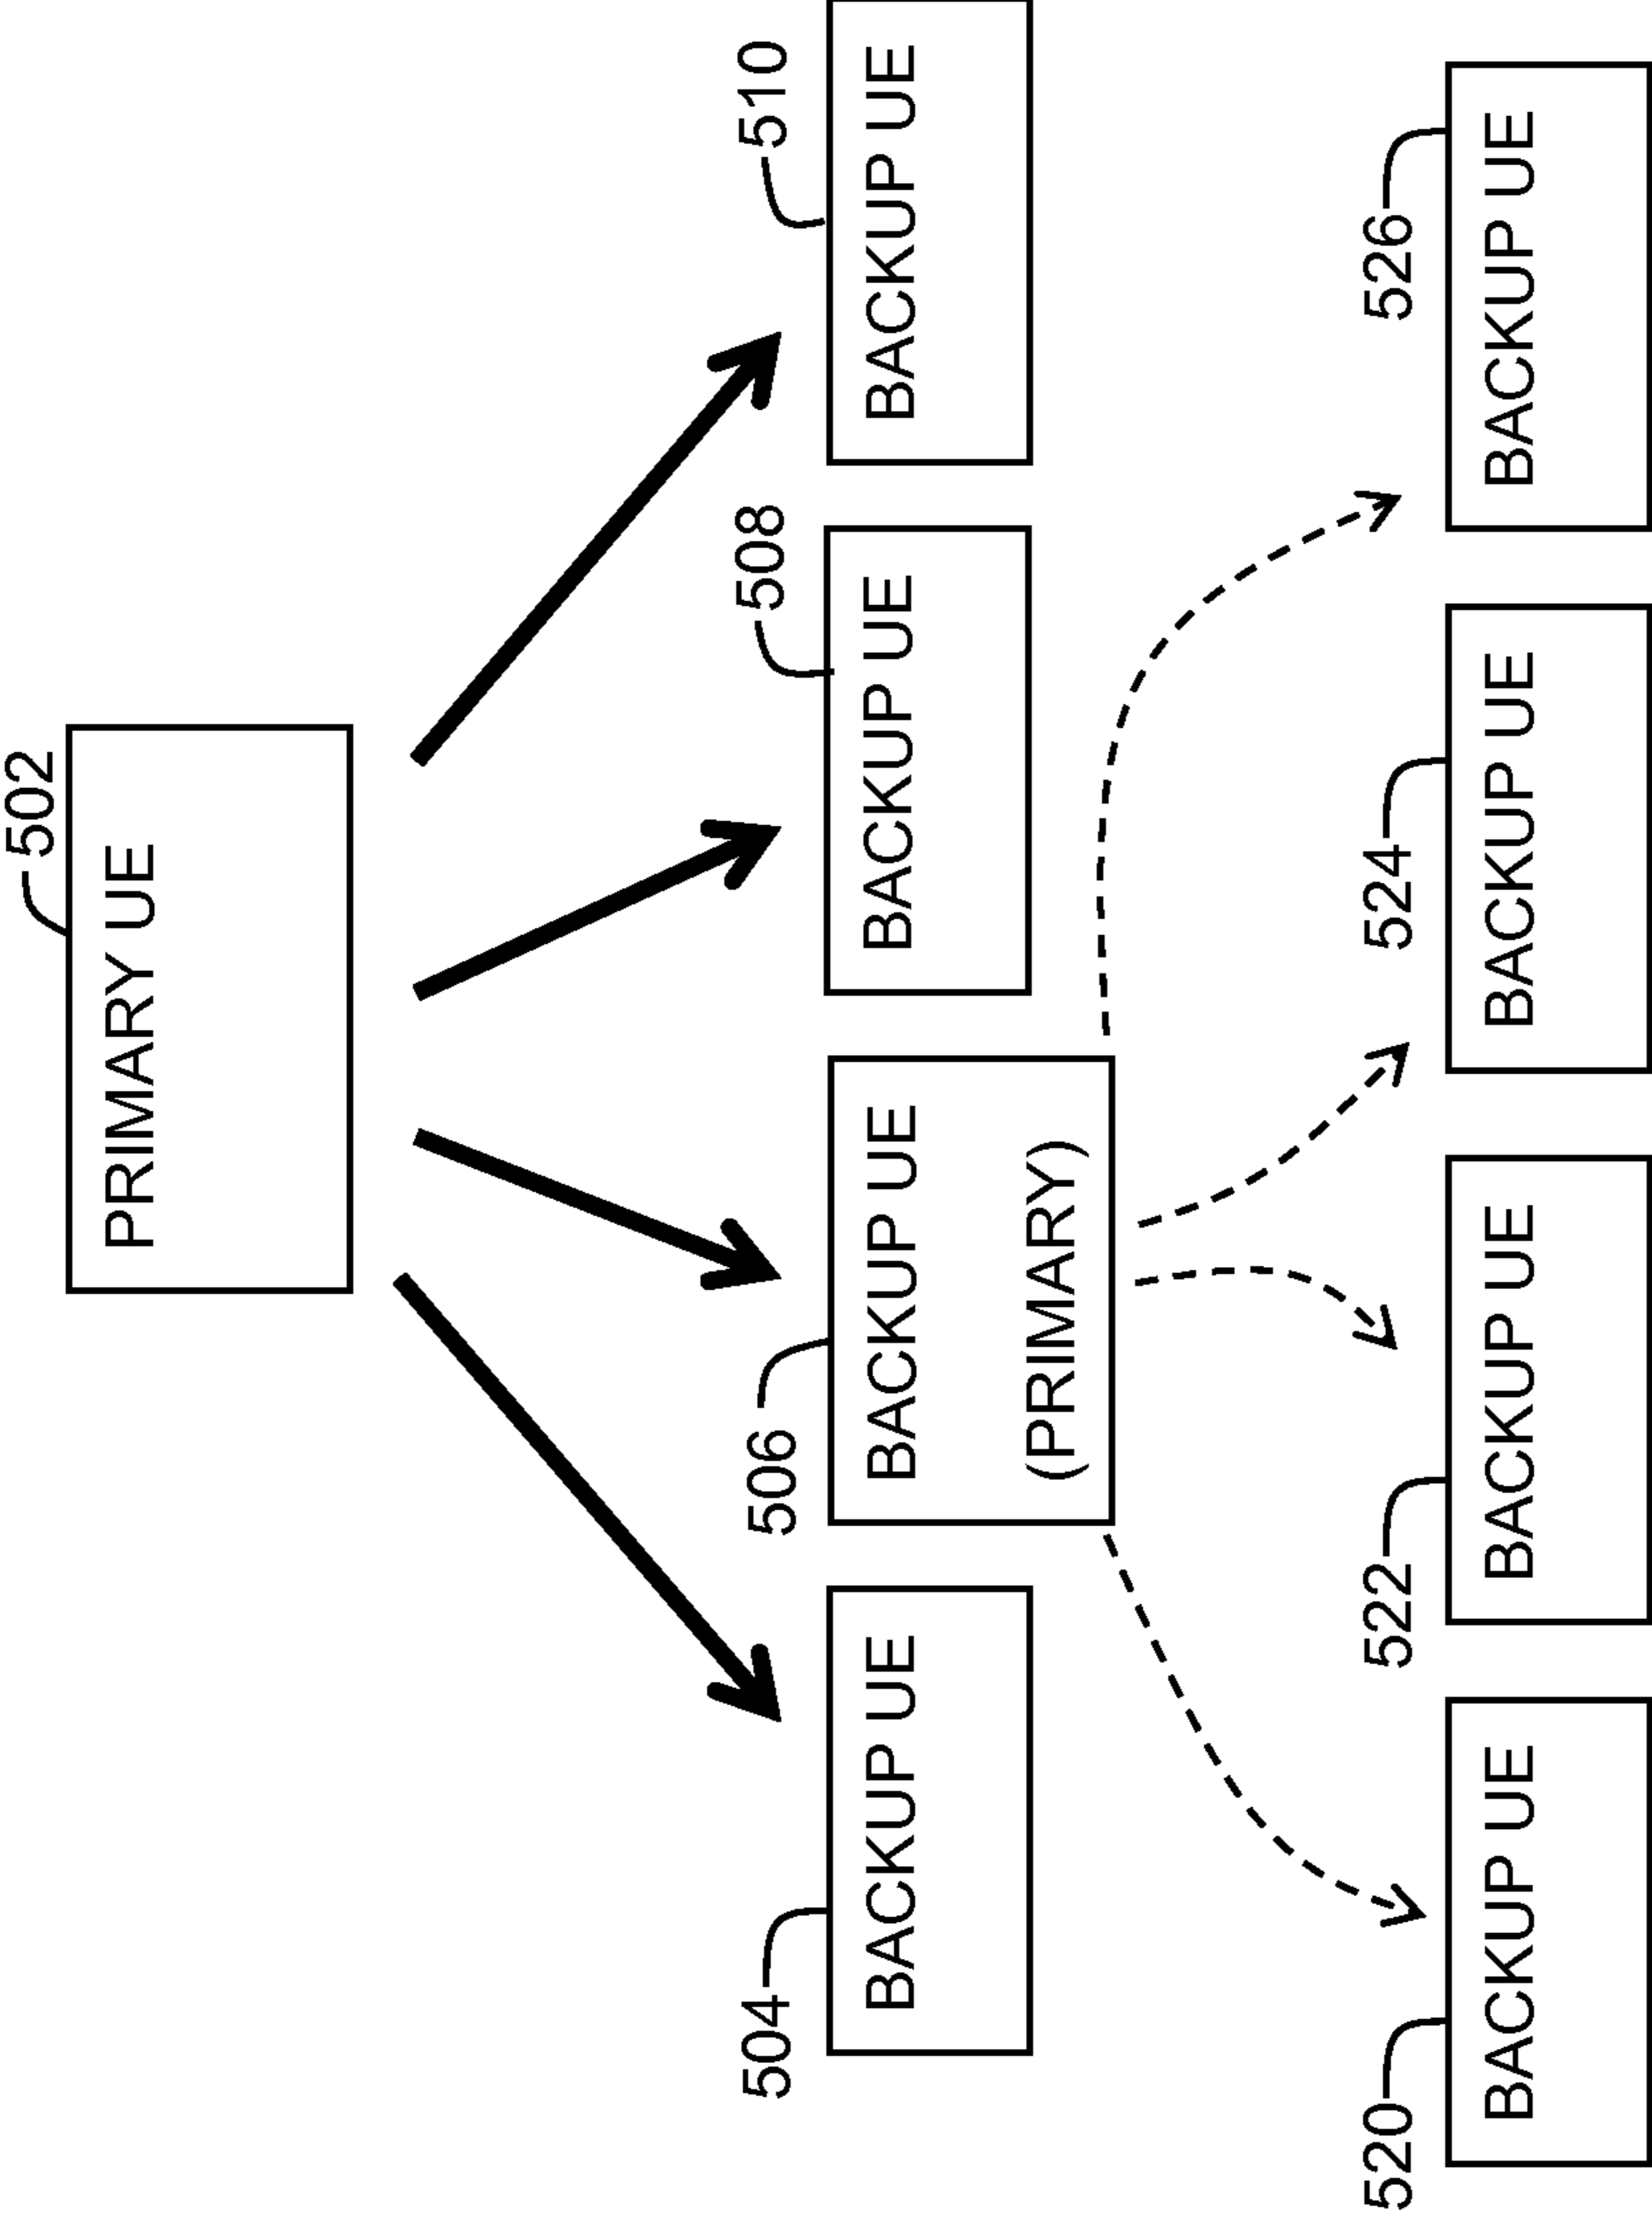 502
PRIMARY UE
504
506
508
510
BACKUP UE
BACKUP UE
(PRIMARY)
BACKUP UE
BACKUP UE
520
522
524
526
BACKUP UE
BACKUP UE
BACKUP UE
BACKUP UE